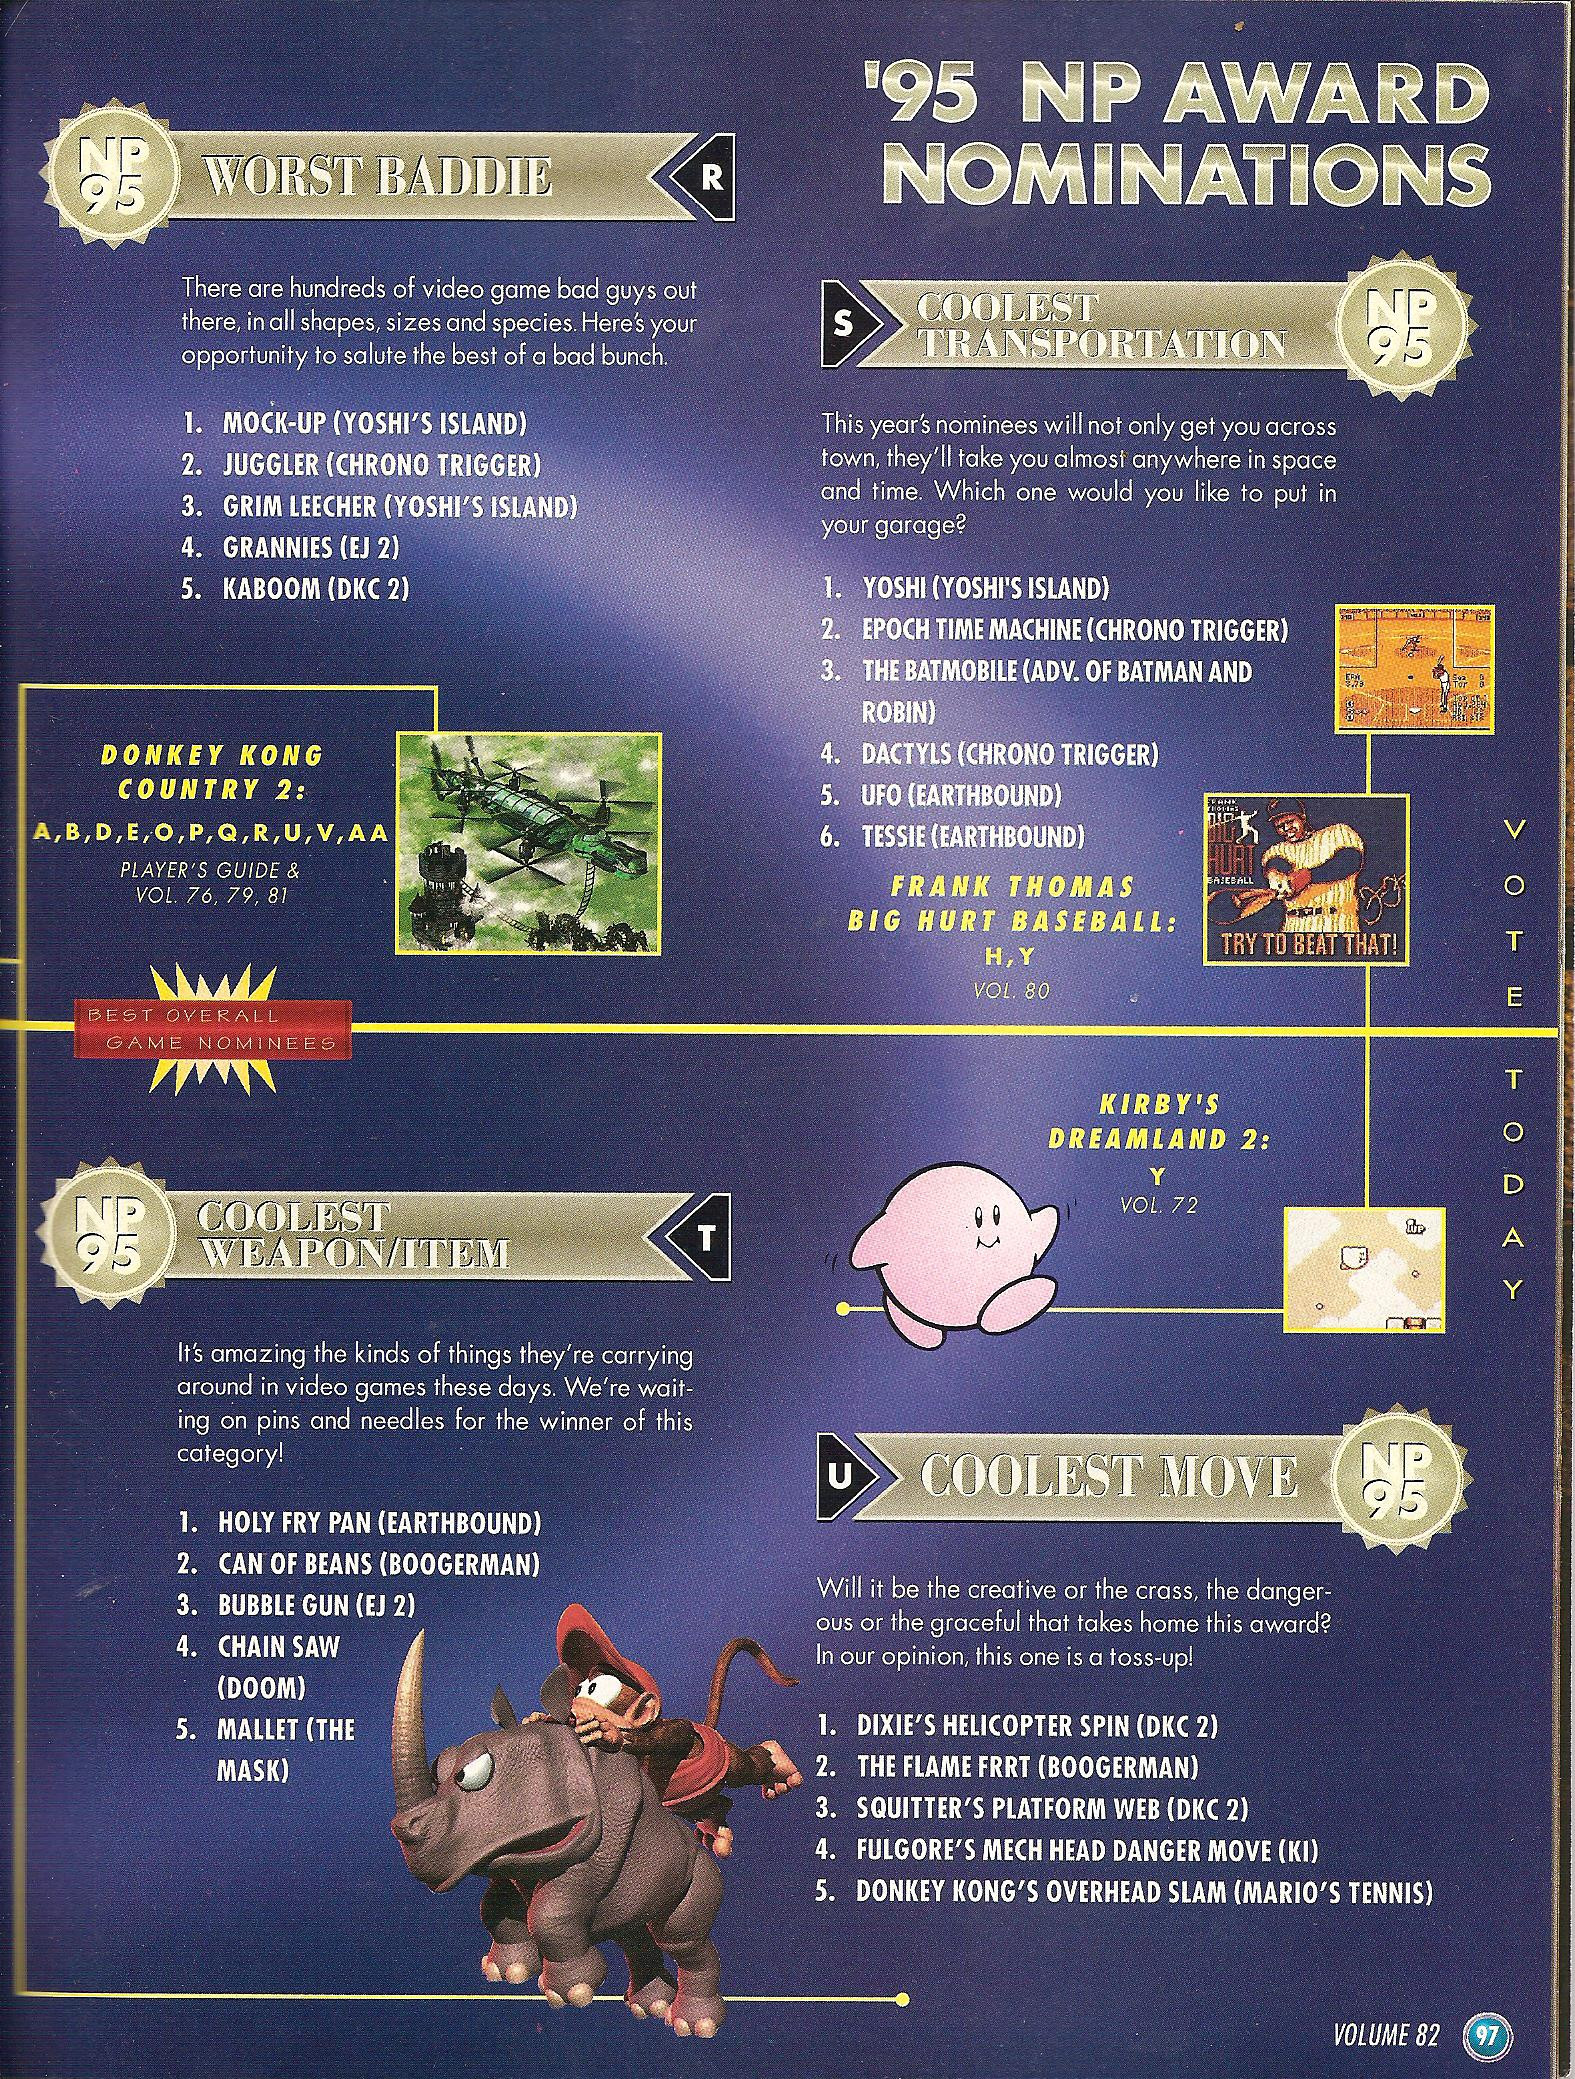 '95 NP AWARD
NOMINATIONS
NP
95
WORST BADDIE
R
There are hundreds of video game bad guys out
there, in all shapes, sizes and species. Here's your
opportunity to salute the best of a bad bunch.
1. MOCK-UP (YOSHI'S ISLAND)
2. JUGGLER (CHRONO TRIGGER)
3. GRIM LEECHER (YOSHI'S ISLAND)
4. GRANNIES (EJ 2)
5. KABOOM (DKC 2)
S
COOLEST
TRANSPORTATION
NP
95
This year's nominees will not only get you across
town, they'll take you almost anywhere in space
and time. Which one would you like to put in
your garage?
1. YOSHI (YOSHI'S ISLAND)
2. EPOCH TIME MACHINE (CHRONO TRIGGER)
3. THE BATMOBILE (ADV. OF BATMAN AND
ROBIN)
4. DACTYLS (CHRONO TRIGGER)
5. UFO (EARTHBOUND)
6. TESSIE (EARTHBOUND)
DONKEY KONG
COUNTRY 2:
A,B,D,E,O,P,Q,R,U,V,AA
PLAYER'S GUIDE &
VOL. 76, 79, 81
FRANK THOMAS
BIG HURT BASEBALL:
H,Y
VOL. 80
FRANK
THOMAS
BIG
HURT
BASEBALL
TRY TO BEAT THAT!
VOTE TODAY
BEST OVERALL
GAME NOMINEES
KIRBY'S
DREAMLAND 2:
Y
VOL. 72
1UP
NP
95
COOLEST
WEAPON/ITEM
T
It's amazing the kinds of things they're carrying
around in video games these days. We're wait-
ing on pins and needles for the winner of this
category!
1. HOLY FRY PAN (EARTHBOUND)
2. CAN OF BEANS (BOOGERMAN)
3. BUBBLE GUN (EJ 2)
4. CHAIN SAW
(DOOM)
5. MALLET (THE
MASK)
U
COOLEST MOVE
NP
95
Will it be the creative or the crass, the danger-
ous or the graceful that takes home this award?
In our opinion, this one is a toss-up!
1. DIXIE'S HELICOPTER SPIN (DKC 2)
2. THE FLAME FRRT (BOOGERMAN)
3. SQUITTER'S PLATFORM WEB (DKC 2)
4. FULGORE'S MECH HEAD DANGER MOVE (KI)
5. DONKEY KONG'S OVERHEAD SLAM (MARIO'S TENNIS)
VOLUME 82 97